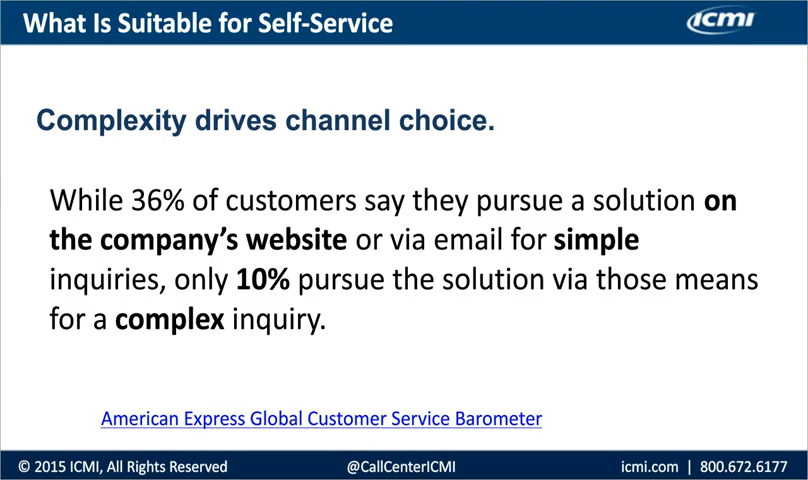 What Is Suitable for Self-Service
ICMI
Complexity drives channel choice.
While 36% of customers say they pursue a solution on
the company’s website or via email for simple
inquiries, only 10% pursue the solution via those means
for a complex inquiry.
American Express Global Customer Service Barometer
© 2015 ICMI, All Rights Reserved
@CallCenterICMI
icmi.com | 800.672.6177